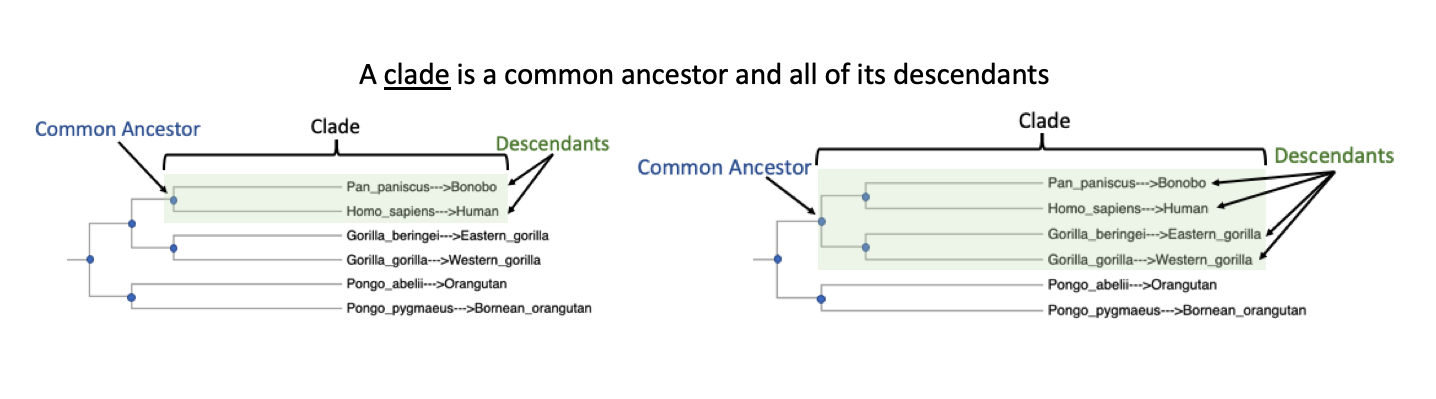 A clade is a common ancestor and all of its descendants
Common Ancestor
Clade
Descendants
Pan_paniscus--->Bonobo
Homo_sapiens--->Human
Gorilla_beringei--->Eastern_gorilla
Gorilla_gorilla--->Western_gorilla
Pongo_abelii--->Orangutan
Pongo_pygmaeus--->Bornean_orangutan
Clade
Common Ancestor
Descendants
Pan_paniscus--->Bonobo
Homo_sapiens--->Human
Gorilla_beringei--->Eastern_gorilla
Gorilla_gorilla--->Western_gorilla
Pongo_abelii--->Orangutan
Pongo_pygmaeus--->Bornean_orangutan